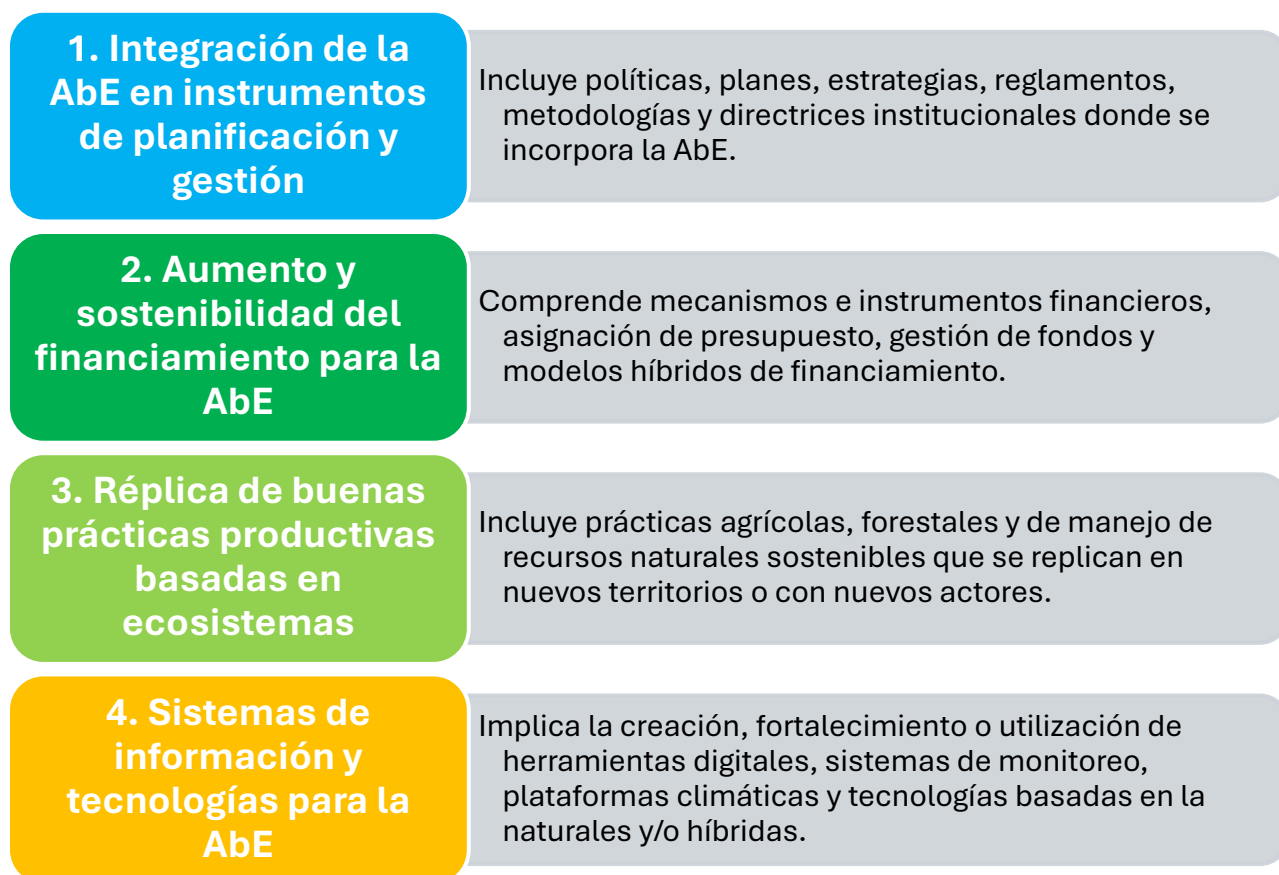 1. Integración de la
AbE en instrumentos
de planificación y
gestión
Incluye políticas, planes, estrategias, reglamentos,
metodologías y directrices institucionales donde se
incorpora la AbE.
2. Aumento y
sostenibilidad del
financiamiento para la
AbE
Comprende mecanismos e instrumentos financieros,
asignación de presupuesto, gestión de fondos y
modelos híbridos de financiamiento.
3. Réplica de buenas
prácticas productivas
basadas en
ecosistemas
Incluye prácticas agrícolas, forestales y de manejo de
recursos naturales sostenibles que se replican en
nuevos territorios o con nuevos actores.
4. Sistemas de
información y
tecnologías para la
AbE
Implica la creación, fortalecimiento o utilización de
herramientas digitales, sistemas de monitoreo,
plataformas climáticas y tecnologías basadas en la
naturales y/o híbridas.